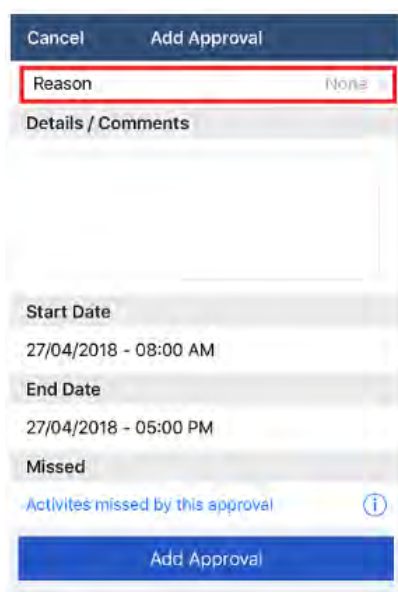 Cancel Add Approval
Reason None
Details / Comments
Start Date
27/04/2018 - 08:00 AM
End Date
27/04/2018 - 05:00 PM
Missed
Activites missed by this approval
Add Approval